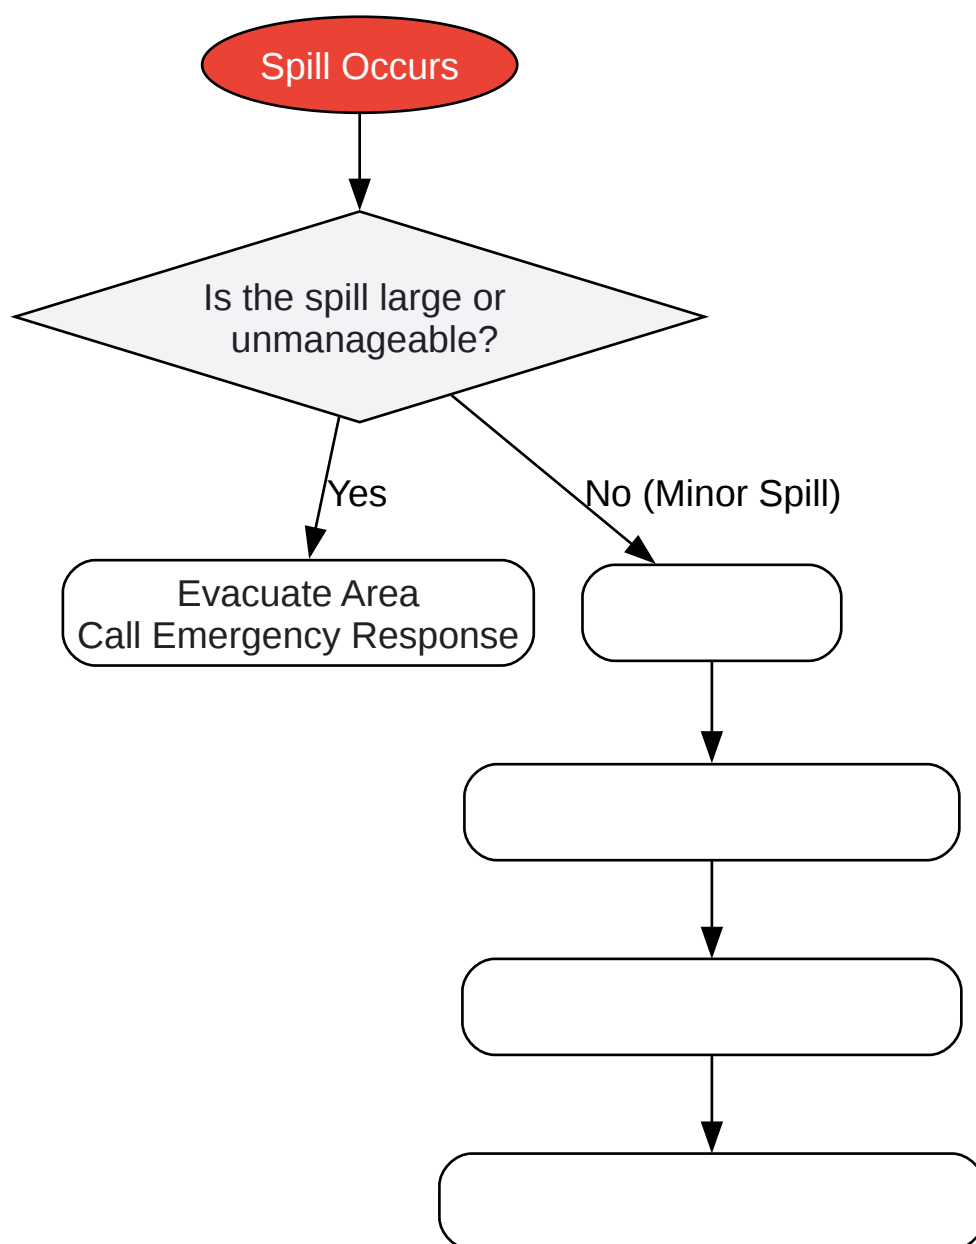 Spill Occurs
Is the spill large or
unmanageable?
Yes
No (Minor Spill)
Evacuate Area
Call Emergency Response